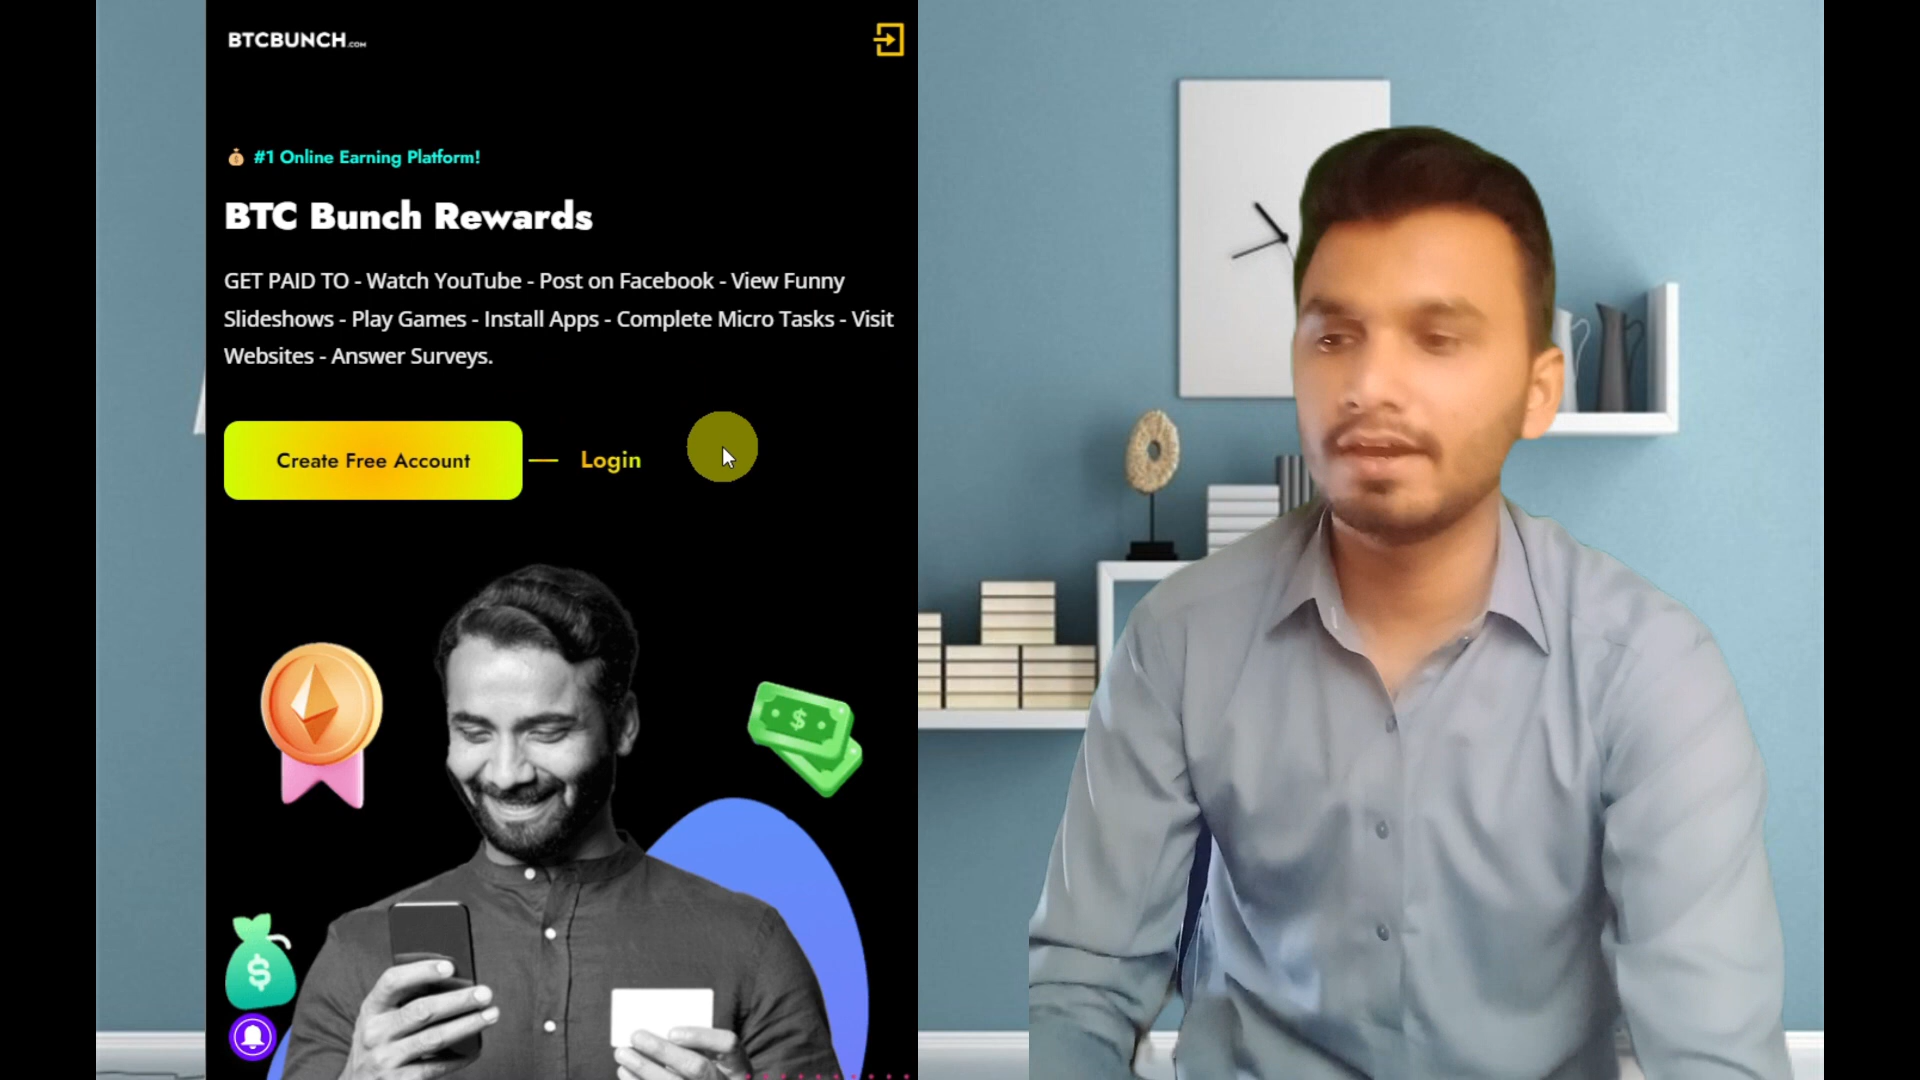 BTCBUNCH.COM
#1 Online Earning Platform!
BTC Bunch Rewards
GET PAID TO - Watch YouTube - Post on Facebook - View Funny
Slideshows - Play Games - Install Apps - Complete Micro Tasks - Visit
Websites - Answer Surveys.
Create Free Account
Login